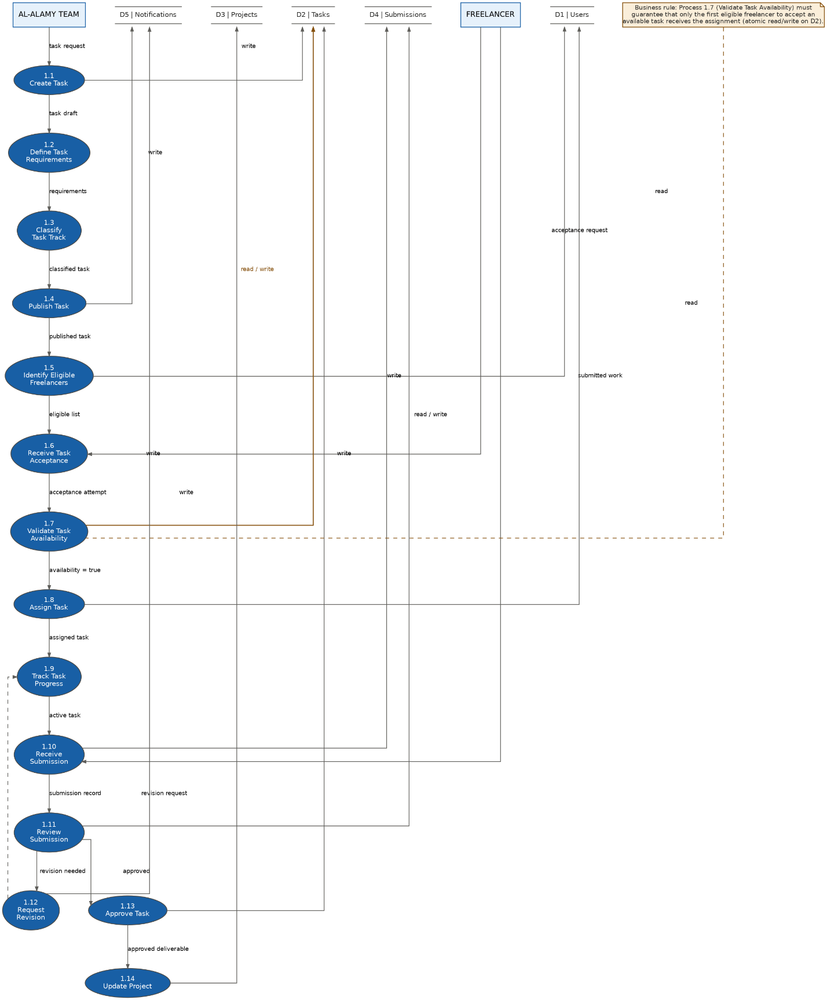 AL-ALAMY TEAM
D5 | Notifications
D3 | Projects
D2 | Tasks
D4 | Submissions
FREELANCER
D1 | Users
Business rule: Process 1.7 (Validate Task Availability) must
guarantee that only the first eligible freelancer to accept an
available task receives the assignment (atomic read/write on D2).
task request
write
1.1
Create Task
task draft
1.2
Define Task
Requirements
write
requirements
read
1.3
Classify
Task Track
acceptance request
classified task
read / write
1.4
Publish Task
read
published task
1.5
Identify Eligible
Freelancers
write
submitted work
eligible list
read / write
1.6
Receive Task
Acceptance
write
write
acceptance attempt
write
1.7
Validate Task
Availability
availability = true
1.8
Assign Task
assigned task
1.9
Track Task
Progress
active task
1.10
Receive
Submission
submission record
revision request
1.11
Review
Submission
revision needed
approved
1.12
Request
Revision
1.13
Approve Task
approved deliverable
1.14
Update Project